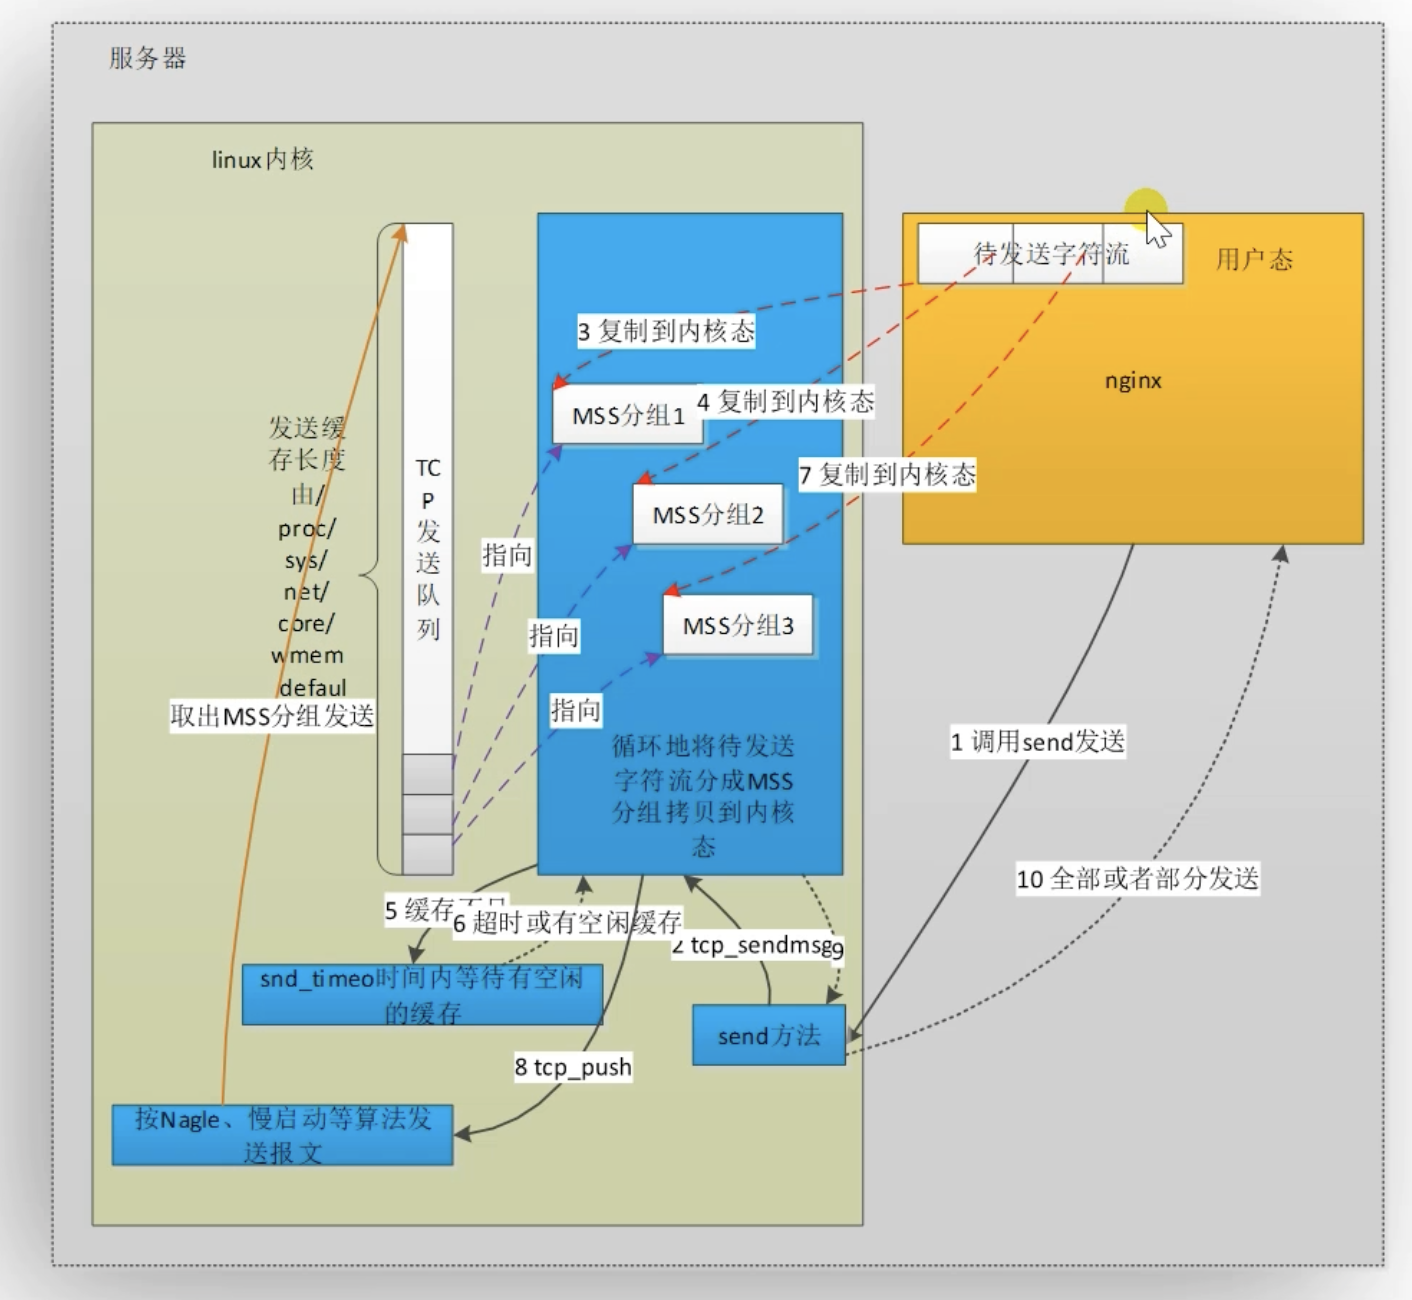 服务器
linux内核
待发送字符流
用户态
nginx
3 复制到内核态
MSS分组1
4 复制到内核态
7 复制到内核态
MSS分组2
MSS分组3
发送缓
存长度
由/
proc/
sys/
net/
core/
wmem
defaul
TC
P
发
送
队
列
指向
指向
指向
取出MSS分组发送
循环地将待发送
字符流分成MSS
分组拷贝到内核
态
1 调用send发送
10 全部或者部分发送
5 缓存
6 超时或有空闲缓存
2 tcp_sendmsg
9
snd_timeo时间内等待有空闲
的缓存
send方法
8 tcp_push
按Nagle、慢启动等算法发
送报文